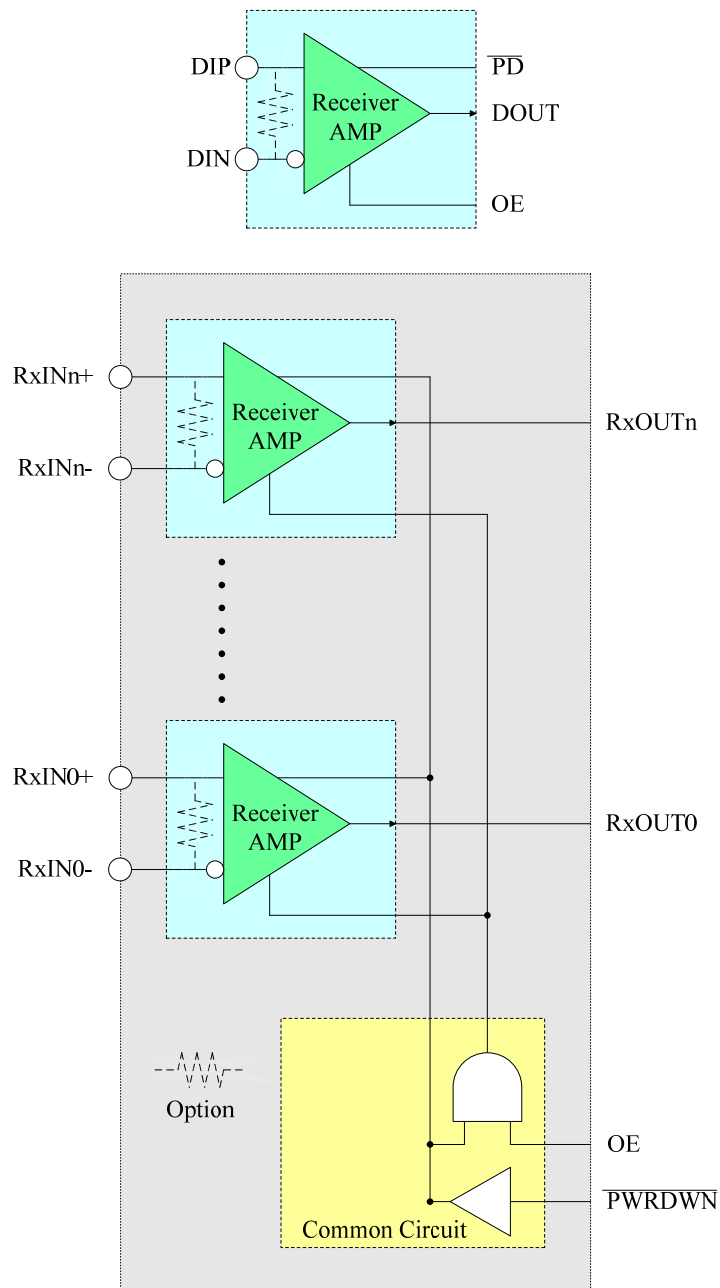 DIP
PD
Receiver
AMP
DOUT
DIN
OE
RxINn+
Receiver
AMP
RxOUTn
RxINn-
RxIN0+
Receiver
AMP
RxOUT0
RxIN0-
Option
OE
PWRDWN
Common Circuit